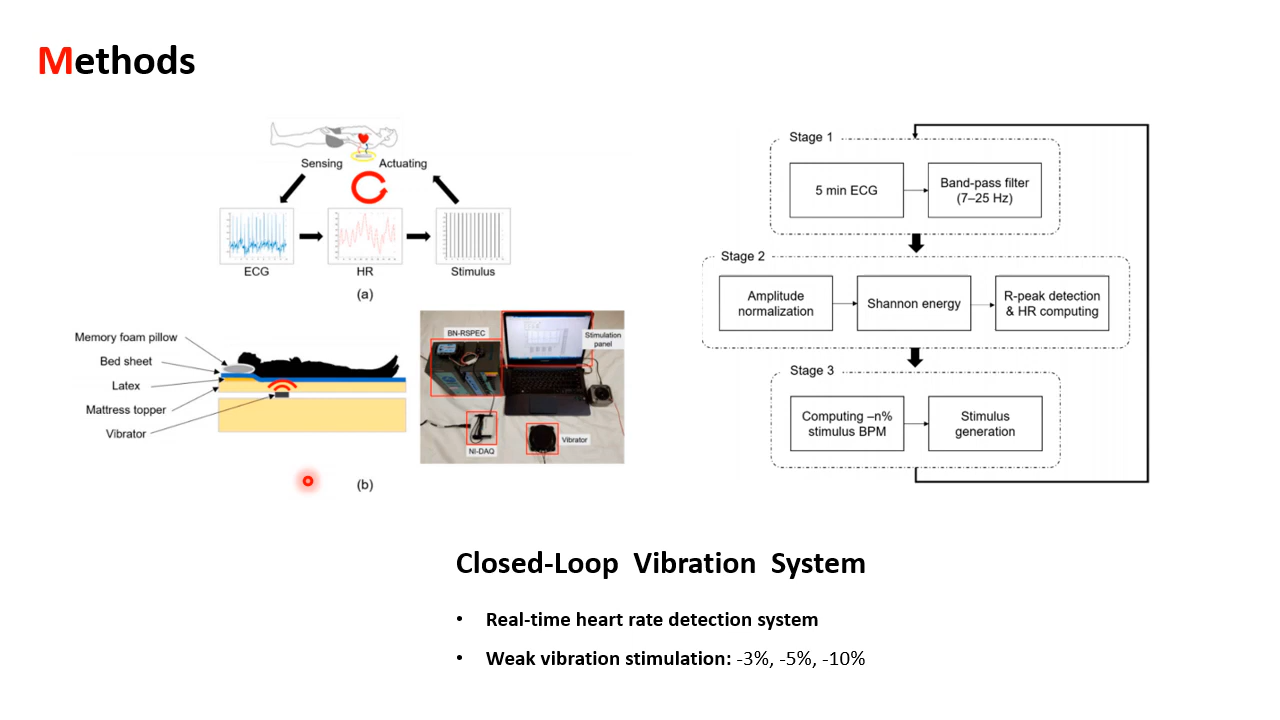 Methods
Sensing
Actuating
ECG
HR
Stimulus
(a)
Memory foam pillow
Bed sheet
Latex
Mattress topper
Vibrator
BN-RSPEC
Stimulation
panel
NI-DAQ
Vibrator
(b)
Stage 1
5 min ECG
Band-pass filter
(7–25 Hz)
Stage 2
Amplitude
normalization
Shannon energy
R-peak detection
& HR computing
Stage 3
Computing –n%
stimulus BPM
Stimulus
generation
Closed-Loop Vibration System
• Real-time heart rate detection system
• Weak vibration stimulation: -3%, -5%, -10%